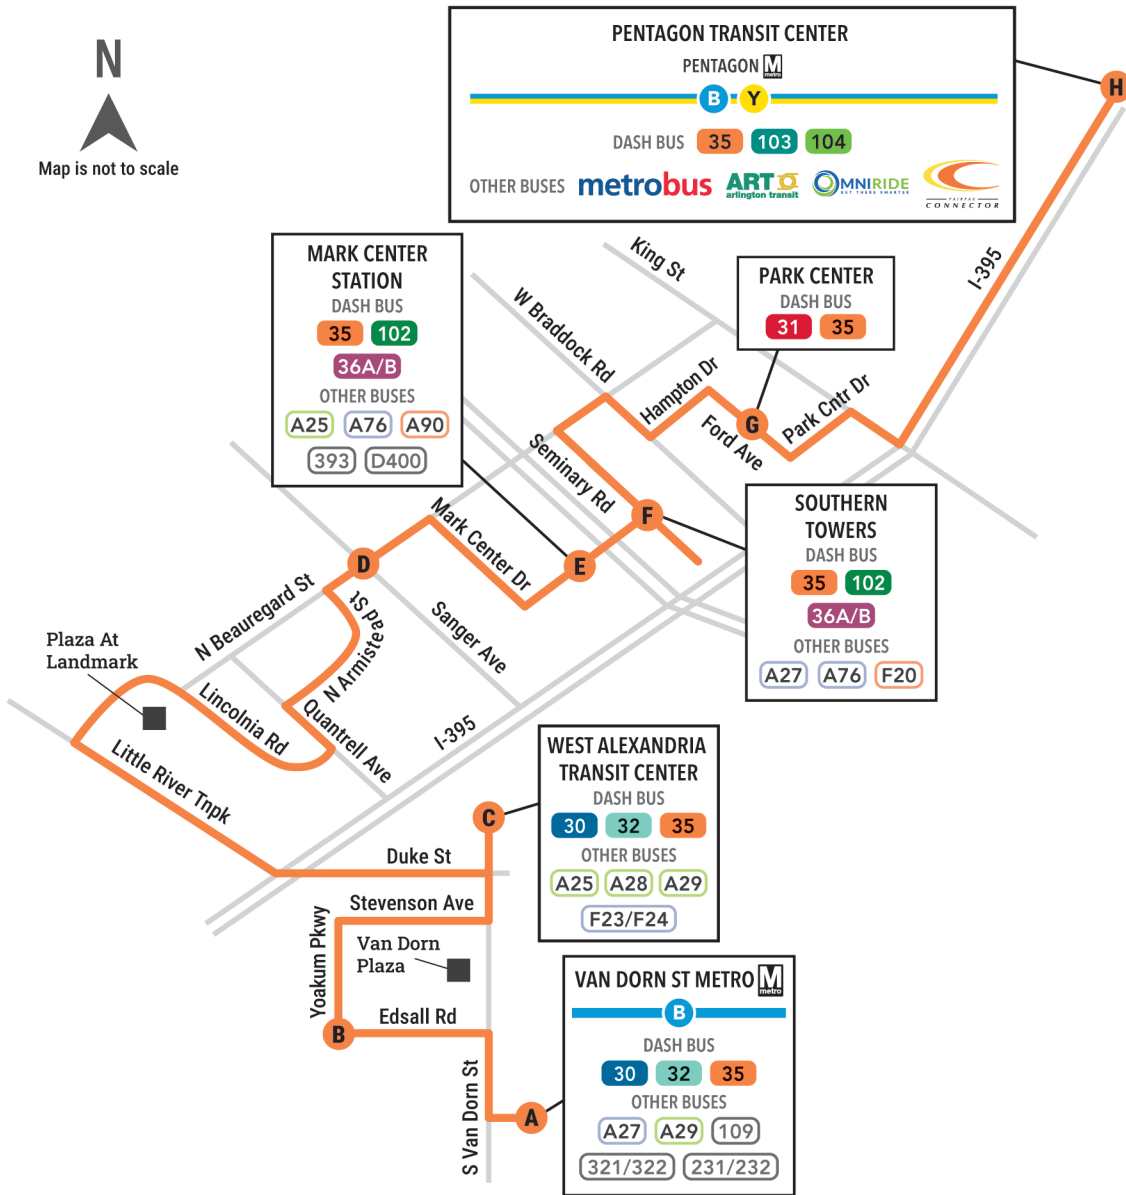 N
Map is not to scale
PENTAGON TRANSIT CENTER
PENTAGON M metro
B Y
DASH BUS 35 103 104
OTHER BUSES metrobus ART arlington transit OMNIRIDE GET THERE SMARTER FAIRFAX CONNECTOR
H
I-395
MARK CENTER
STATION
DASH BUS
35 102
36A/B
OTHER BUSES
A25 A76 A90
393 D400
King St
W Braddock Rd
PARK CENTER
DASH BUS
31 35
Hampton Dr
G
Ford Ave
Park Cntr Dr
Seminary Rd
F
SOUTHERN
TOWERS
DASH BUS
35 102
36A/B
OTHER BUSES
A27 A76 F20
Mark Center Dr
E
D
N Beauregard St
N Armistead St
Sanger Ave
Plaza At
Landmark
Lincolnia Rd
Quantrell Ave
I-395
Little River Tnpk
WEST ALEXANDRIA
TRANSIT CENTER
DASH BUS
30 32 35
OTHER BUSES
A25 A28 A29
F23/F24
C
Duke St
Stevenson Ave
Yoakum Pkwy
Van Dorn
Plaza
Edsall Rd
B
S Van Dorn St
A
VAN DORN ST METRO M metro
B
DASH BUS
30 32 35
OTHER BUSES
A27 A29 109
321/322 231/232